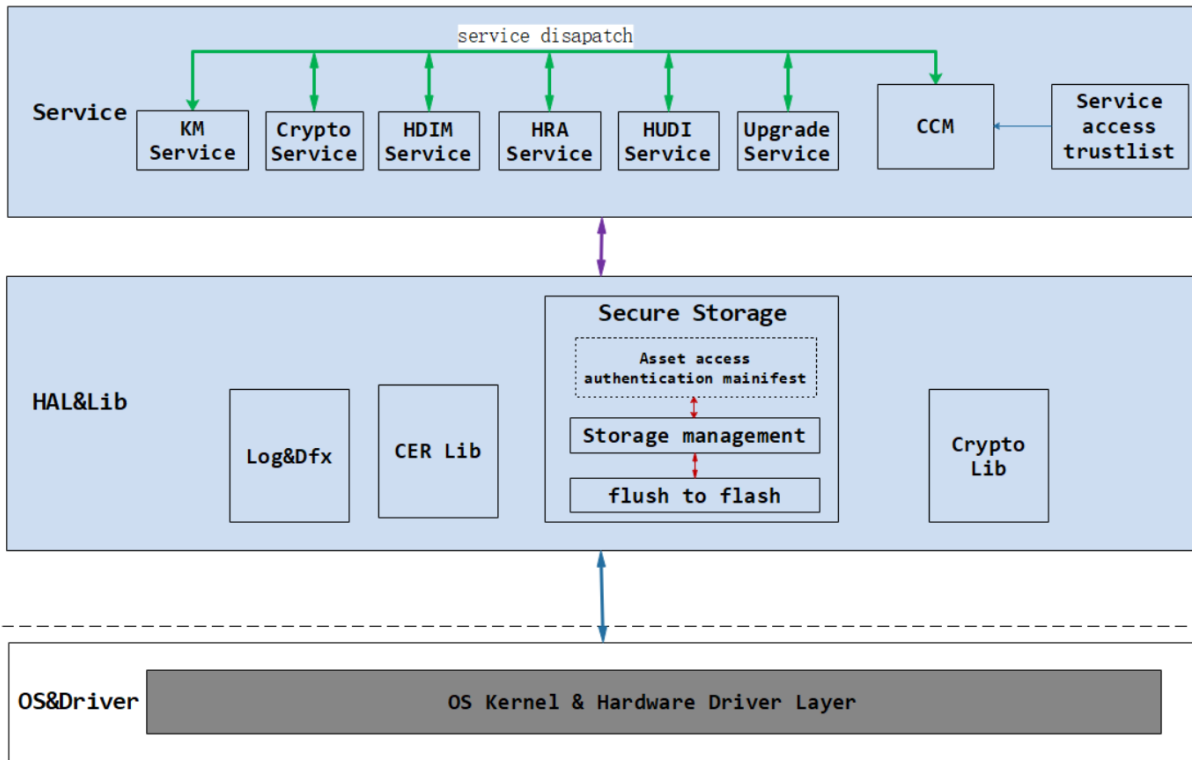 service disapatch
Service
KM
Service
Crypto
Service
HDIM
Service
HRA
Service
HUDI
Service
Upgrade
Service
CCM
Service
access
trustlist
HAL&Lib
Log&Dfx
CER Lib
Secure Storage
Asset access
authentication mainifest
Storage management
flush to flash
Crypto
Lib
OS&Driver
OS Kernel & Hardware Driver Layer